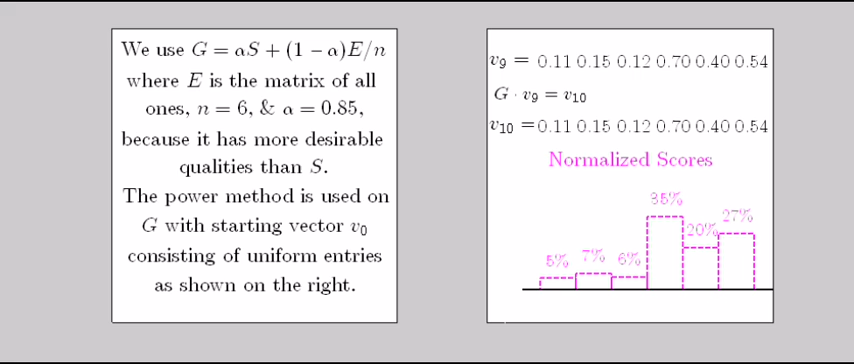 We use G = αS + (1 − α)E/n
where E is the matrix of all
ones, n = 6, & α = 0.85,
because it has more desirable
qualities than S.
The power method is used on
G with starting vector v₀
consisting of uniform entries
as shown on the right.
v₉ = 0.11 0.15 0.12 0.70 0.40 0.54
G · v₉ = v₁₀
v₁₀ = 0.11 0.15 0.12 0.70 0.40 0.54
Normalized Scores
5% 7% 6% 35% 20% 27%